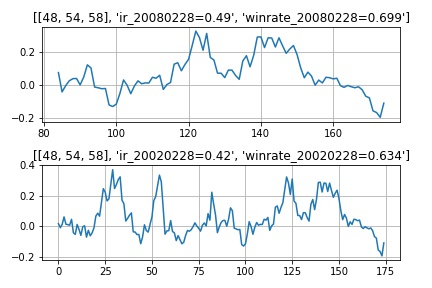 [[48, 54, 58], 'ir_20080228=0.49', 'winrate_20080228=0.699']
0.2
0.0
−0.2
80 100 120 140 160
[[48, 54, 58], 'ir_20020228=0.42', 'winrate_20020228=0.634']
0.4
0.2
0.0
−0.2
0 25 50 75 100 125 150 175